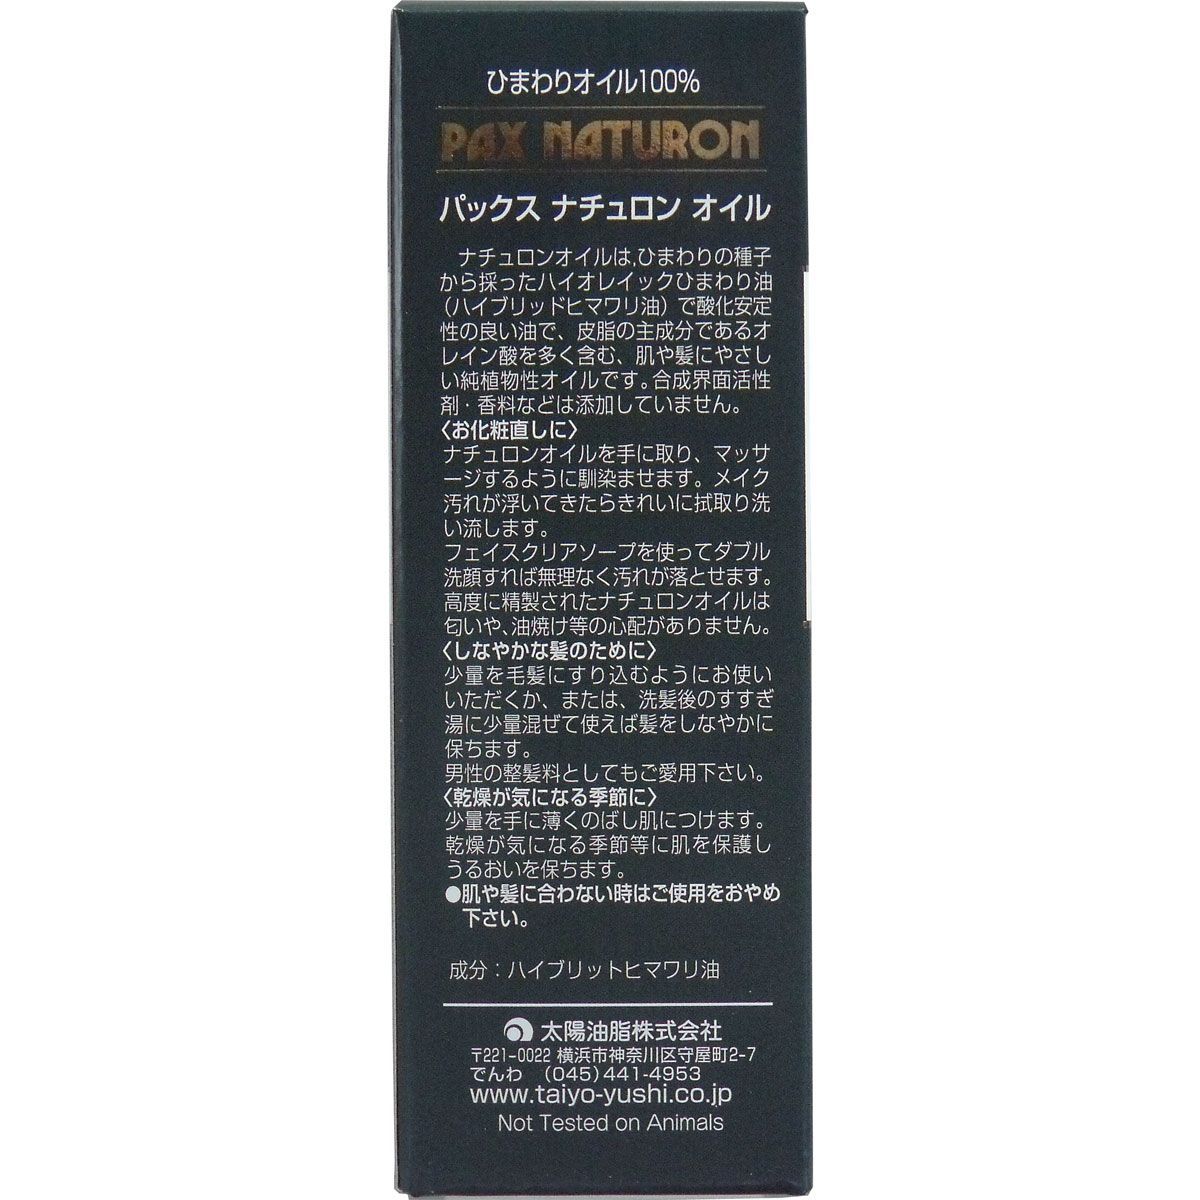 ひまわりオイル100%
PAX NATURON
パックス ナチュロン オイル
ナチュロンオイルは,ひまわりの種子
から採ったハイオレイックひまわり油
(ハイブリッドヒマワリ油)で酸化安定
性の良い油で、皮脂の主成分であるオ
レイン酸を多く含む、肌や髪にやさし
い純植物性オイルです。合成界面活性
剤・香料などは添加していません。
〈お化粧直しに〉
ナチュロンオイルを手に取り、マッサ
ージするように馴染ませます。メイク
汚れが浮いてきたらきれいに拭取り洗
い流します。
フェイスクリアソープを使ってダブル
洗顔すれば無理なく汚れが落とせます。
高度に精製されたナチュロンオイルは
匂いや、油焼け等の心配がありません。
〈しなやかな髪のために〉
少量を毛髪にすり込むようにお使い
いただくか、または、洗髪後のすすぎ
湯に少量混ぜて使えば髪をしなやかに
保ちます。
男性の整髪料としてもご愛用下さい。
〈乾燥が気になる季節に〉
少量を手に薄くのばし肌につけます。
乾燥が気になる季節等に肌を保護し
うるおいを保ちます。
●肌や髪に合わない時はご使用をおやめ
下さい。
成分：ハイブリットヒマワリ油
太陽油脂株式会社
〒221-0022 横浜市神奈川区守屋町2-7
でんわ (045)441-4953
www.taiyo-yushi.co.jp
Not Tested on Animals